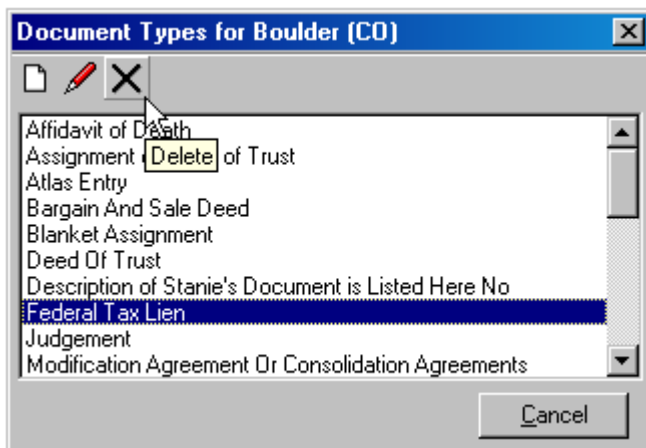 Document Types for Boulder (CO)
Affidavit of Death
Assignment of Trust
Delete
Atlas Entry
Bargain And Sale Deed
Blanket Assignment
Deed Of Trust
Description of Stanie's Document is Listed Here No
Federal Tax Lien
Judgement
Modification Agreement Or Consolidation Agreements
Cancel